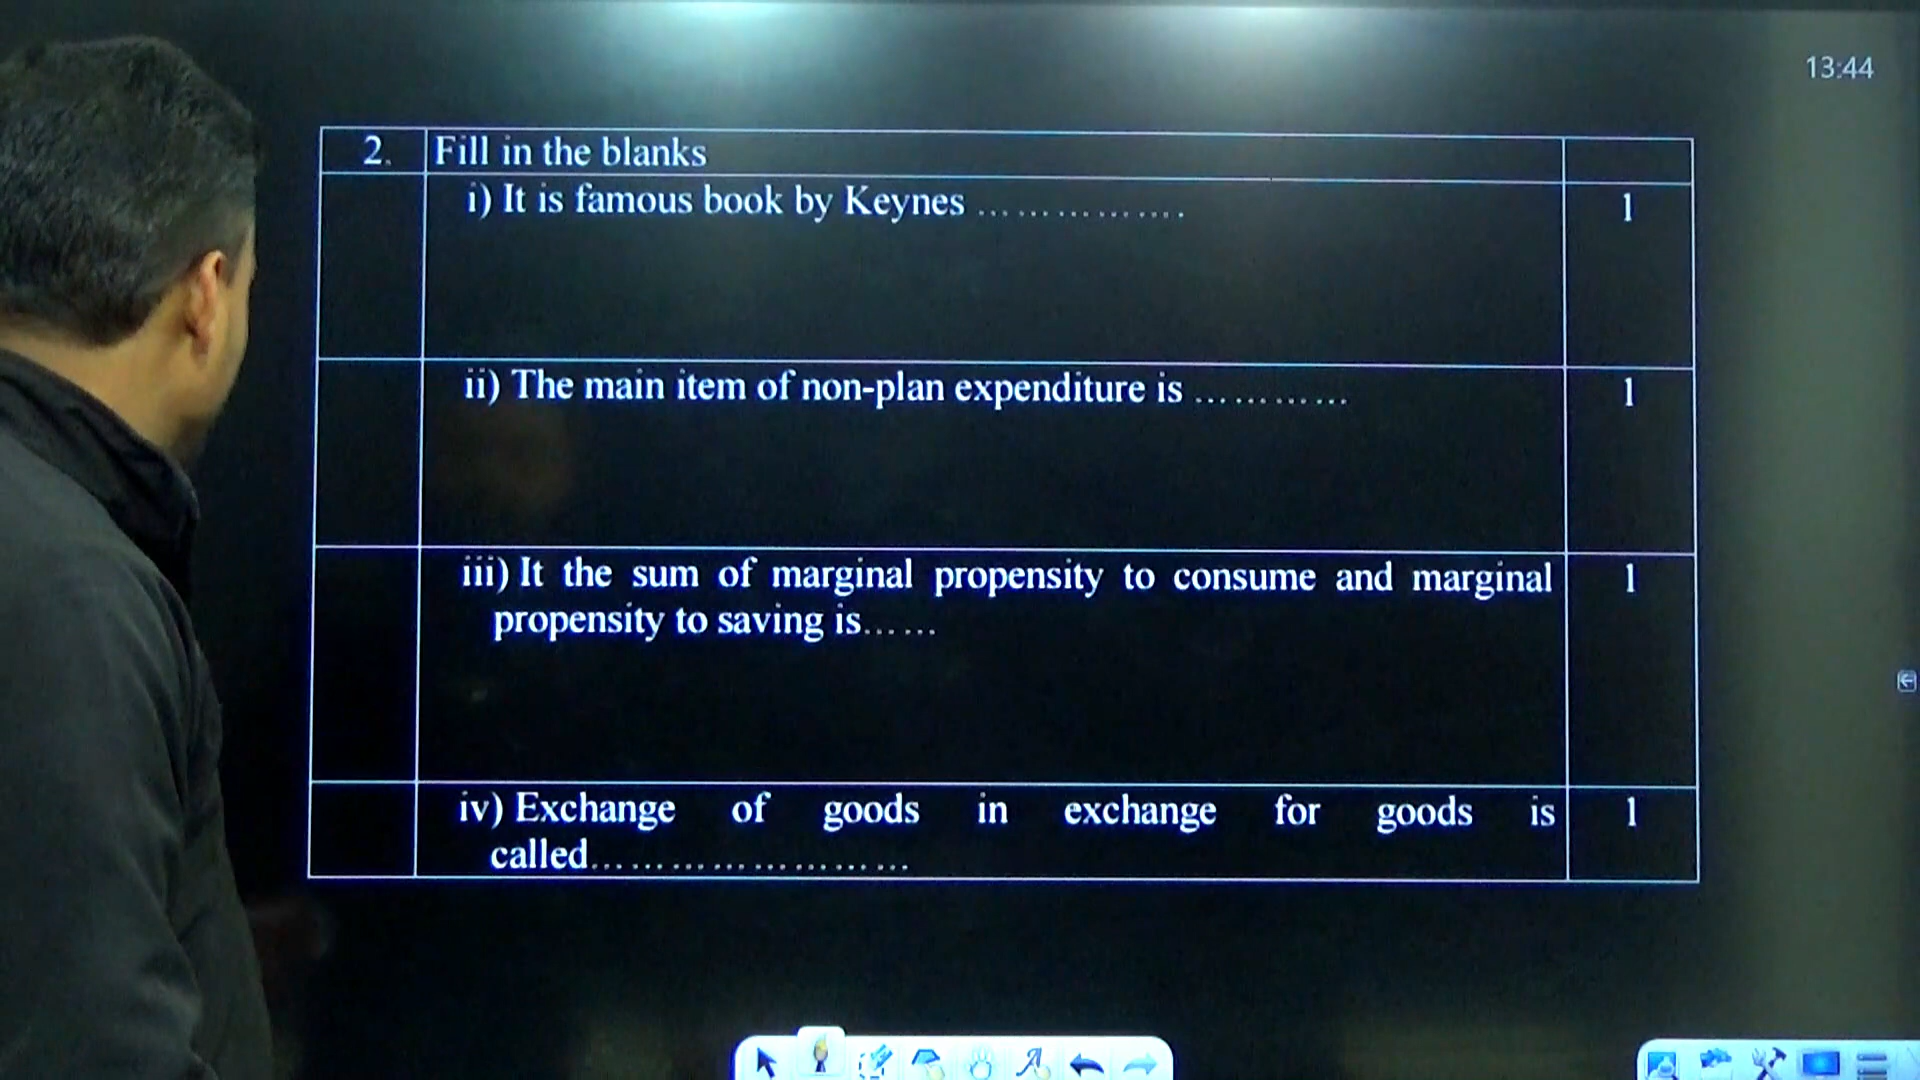 13:44
2. Fill in the blanks
i) It is famous book by Keynes ................ 1
ii) The main item of non-plan expenditure is ............ 1
iii) It the sum of marginal propensity to consume and marginal 1
propensity to saving is......
iv) Exchange of goods in exchange for goods is 1
called........................